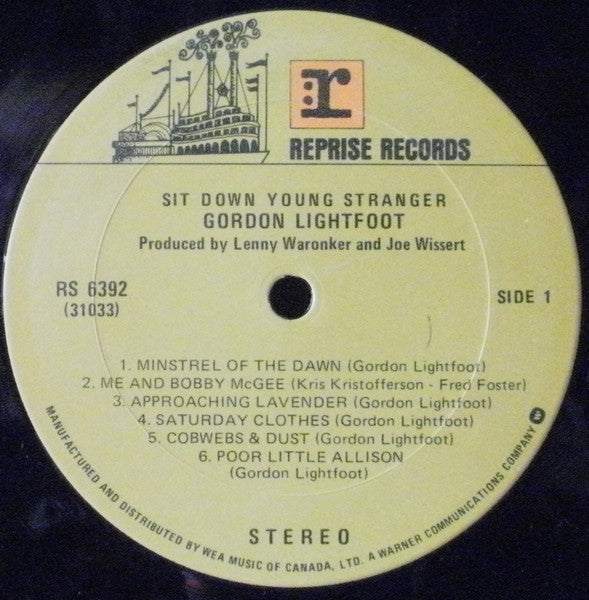 r
REPRISE RECORDS
SIT DOWN YOUNG STRANGER
GORDON LIGHTFOOT
Produced by Lenny Waronker and Joe Wissert
RS 6392
(31033)
SIDE 1
1. MINSTREL OF THE DAWN (Gordon Lightfoot)
2. ME AND BOBBY McGEE (Kris Kristofferson - Fred Foster)
3. APPROACHING LAVENDER (Gordon Lightfoot)
4. SATURDAY CLOTHES (Gordon Lightfoot)
5. COBWEBS & DUST (Gordon Lightfoot)
6. POOR LITTLE ALLISON
(Gordon Lightfoot)
STEREO
MANUFACTURED AND DISTRIBUTED BY WEA MUSIC OF CANADA, LTD. A WARNER COMMUNICATIONS COMPANY